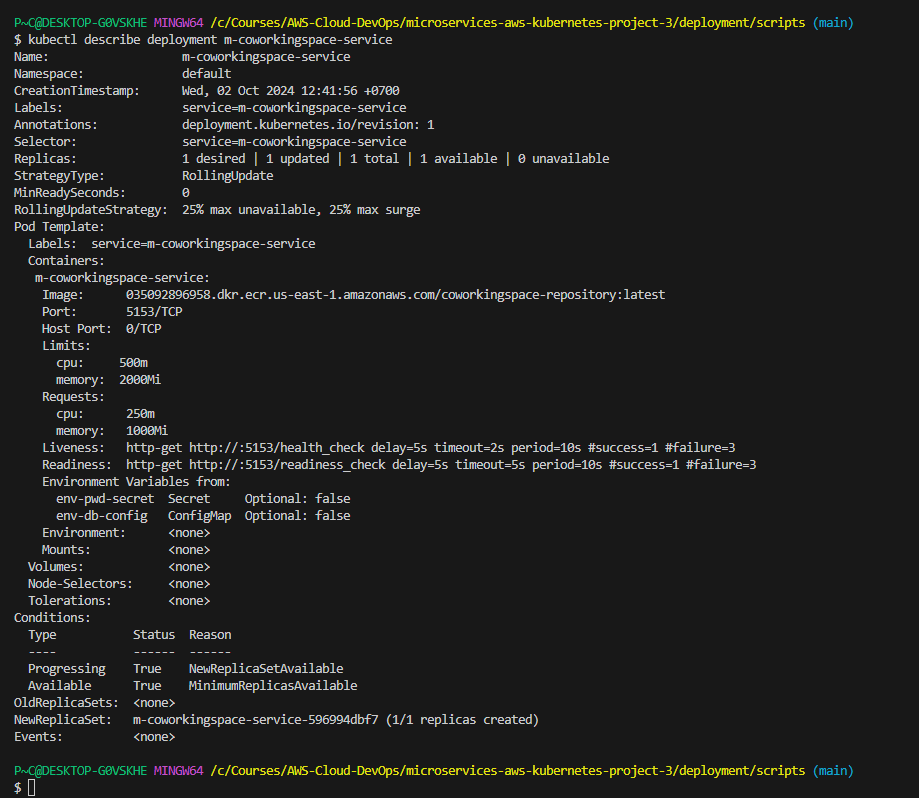 P~C@DESKTOP-G0VSKHE MINGW64 /c/Courses/AWS-Cloud-DevOps/microservices-aws-kubernetes-project-3/deployment/scripts (main)
$ kubectl describe deployment m-coworkingspace-service
Name:                   m-coworkingspace-service
Namespace:              default
CreationTimestamp:      Wed, 02 Oct 2024 12:41:56 +0700
Labels:                 service=m-coworkingspace-service
Annotations:            deployment.kubernetes.io/revision: 1
Selector:               service=m-coworkingspace-service
Replicas:               1 desired | 1 updated | 1 total | 1 available | 0 unavailable
StrategyType:           RollingUpdate
MinReadySeconds:        0
RollingUpdateStrategy:  25% max unavailable, 25% max surge
Pod Template:
  Labels:  service=m-coworkingspace-service
  Containers:
   m-coworkingspace-service:
    Image:      035092896958.dkr.ecr.us-east-1.amazonaws.com/coworkingspace-repository:latest
    Port:       5153/TCP
    Host Port:  0/TCP
    Limits:
      cpu:     500m
      memory:  2000Mi
    Requests:
      cpu:      250m
      memory:   1000Mi
    Liveness:   http-get http://:5153/health_check delay=5s timeout=2s period=10s #success=1 #failure=3
    Readiness:  http-get http://:5153/readiness_check delay=5s timeout=5s period=10s #success=1 #failure=3
    Environment Variables from:
      env-pwd-secret  Secret     Optional: false
      env-db-config   ConfigMap  Optional: false
    Environment:      <none>
    Mounts:           <none>
  Volumes:            <none>
  Node-Selectors:     <none>
  Tolerations:        <none>
Conditions:
  Type           Status  Reason
  ----           ------  ------
  Progressing    True    NewReplicaSetAvailable
  Available      True    MinimumReplicasAvailable
OldReplicaSets:  <none>
NewReplicaSet:   m-coworkingspace-service-596994dbf7 (1/1 replicas created)
Events:          <none>
P~C@DESKTOP-G0VSKHE MINGW64 /c/Courses/AWS-Cloud-DevOps/microservices-aws-kubernetes-project-3/deployment/scripts (main)
$